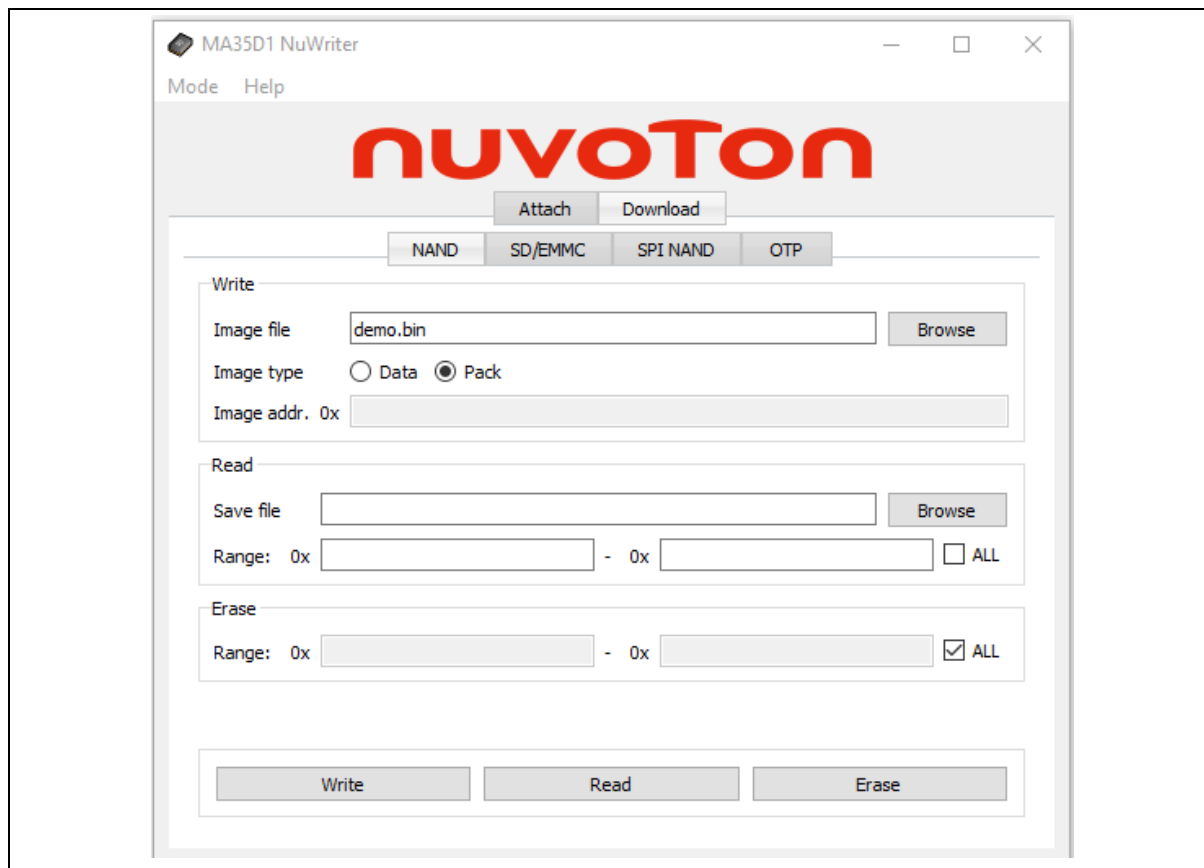 MA35D1 NuWriter
Mode Help
nuvoTon
Attach Download
NAND SD/EMMC SPI NAND OTP
Write
Image file demo.bin Browse
Image type Data Pack
Image addr. 0x
Read
Save file Browse
Range: 0x - 0x ALL
Erase
Range: 0x - 0x ALL
Write Read Erase